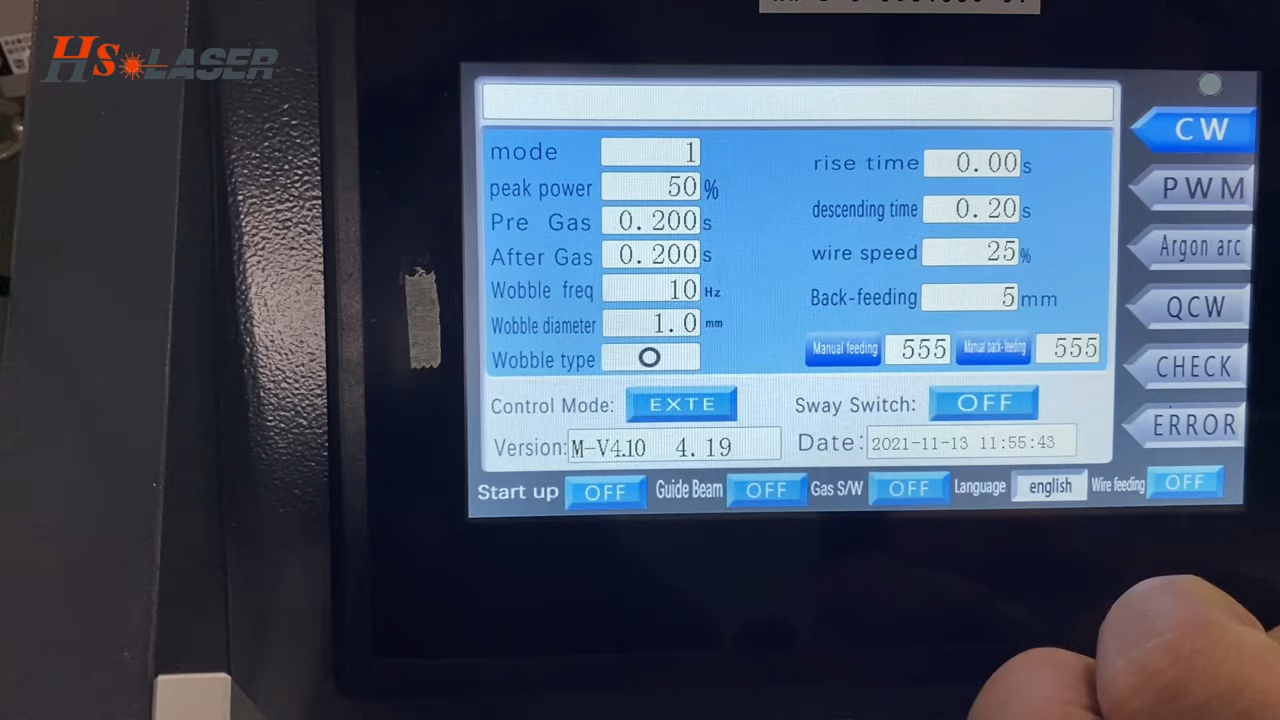 HS LASER
CW
mode 1
rise time 0.00 s
PWM
peak power 50 %
descending time 0.20 s
Pre Gas 0.200 s
Argon arc
After Gas 0.200 s
wire speed 25 %
Wobble freq 10 Hz
Back-feeding 5 mm
QCW
Wobble diameter 1.0 mm
Manual feeding 555 Manual back-feeding 555
Wobble type O
CHECK
Control Mode: EXTE Sway Switch: OFF
ERROR
Version: M-V4.10 4.19 Date: 2021-11-13 11:55:43
Start up OFF Guide Beam OFF Gas S/W OFF Language english Wire feeding OFF